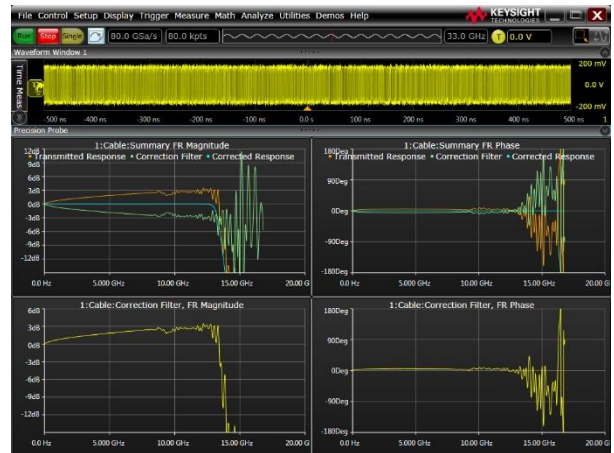 File Control Setup Display Trigger Measure Math Analyze Utilities Demos Help
KEYSIGHT
TECHNOLOGIES
Run Stop Single 80.0 GSa/s 80.0 kpts 33.0 GHz T 0.0 V
Waveform Window 1
Time Meas
200 mV
0.0 V
-200 mV
-500 ns -400 ns -300 ns -200 ns -100 ns 0.0 s 100 ns 200 ns 300 ns 400 ns 500 ns 1
Precision Probe
1:Cable:Summary FR Magnitude
Transmitted Response Correction Filter Corrected Response
12dB
9dB
6dB
3dB
0dB
-3dB
-6dB
-9dB
-12dB
0.0 Hz 5.000 GHz 10.00 GHz 15.00 GHz 20.00 G
1:Cable:Summary FR Phase
Transmitted Response Correction Filter Corrected Response
180Deg
90Deg
0Deg
-90Deg
-180Deg
0.0 Hz 5.000 GHz 10.00 GHz 15.00 GHz 20.00 G
1:Cable:Correction Filter, FR Magnitude
6dB
3dB
0dB
-3dB
-6dB
-9dB
-12dB
0.0 Hz 5.000 GHz 10.00 GHz 15.00 GHz 20.00 G
1:Cable:Correction Filter, FR Phase
180Deg
90Deg
0Deg
-90Deg
-180Deg
0.0 Hz 5.000 GHz 10.00 GHz 15.00 GHz 20.00 G